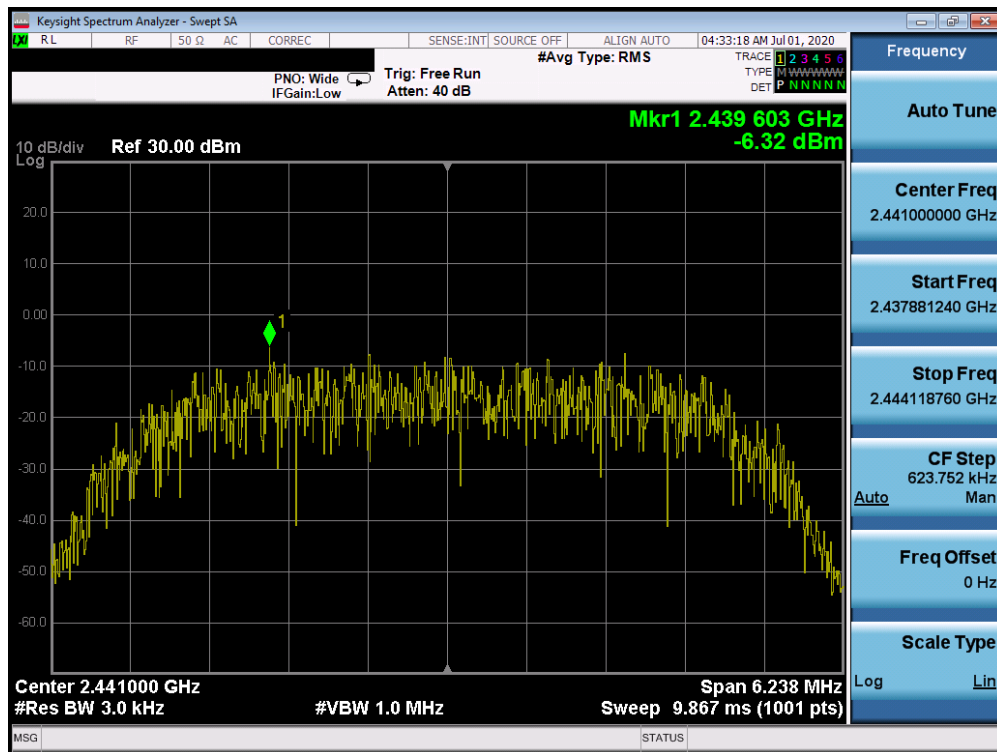 Keysight Spectrum Analyzer - Swept SA
LXI RL RF 50 Ω AC CORREC SENSE:INT SOURCE OFF ALIGN AUTO 04:33:18 AM Jul 01, 2020
#Avg Type: RMS
TRACE 1 2 3 4 5 6
TYPE M WWWWW
DET P N N N N N
PNO: Wide
IFGain:Low
Trig: Free Run
Atten: 40 dB
Mkr1 2.439 603 GHz
-6.32 dBm
10 dB/div Ref 30.00 dBm
Log
20.0
10.0
0.00
-10.0
-20.0
-30.0
-40.0
-50.0
-60.0
1
Center 2.441000 GHz Span 6.238 MHz
#Res BW 3.0 kHz #VBW 1.0 MHz Sweep 9.867 ms (1001 pts)
MSG STATUS
Frequency
Auto Tune
Center Freq
2.441000000 GHz
Start Freq
2.437881240 GHz
Stop Freq
2.444118760 GHz
CF Step
623.752 kHz
Auto Man
Freq Offset
0 Hz
Scale Type
Log Lin